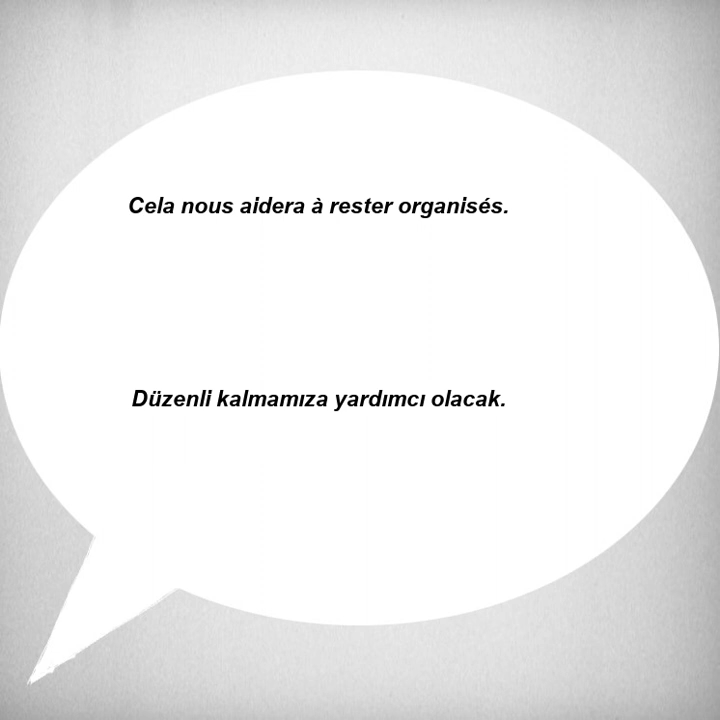 Cela nous aidera à rester organisés.
Düzenli kalmamıza yardımcı olacak.